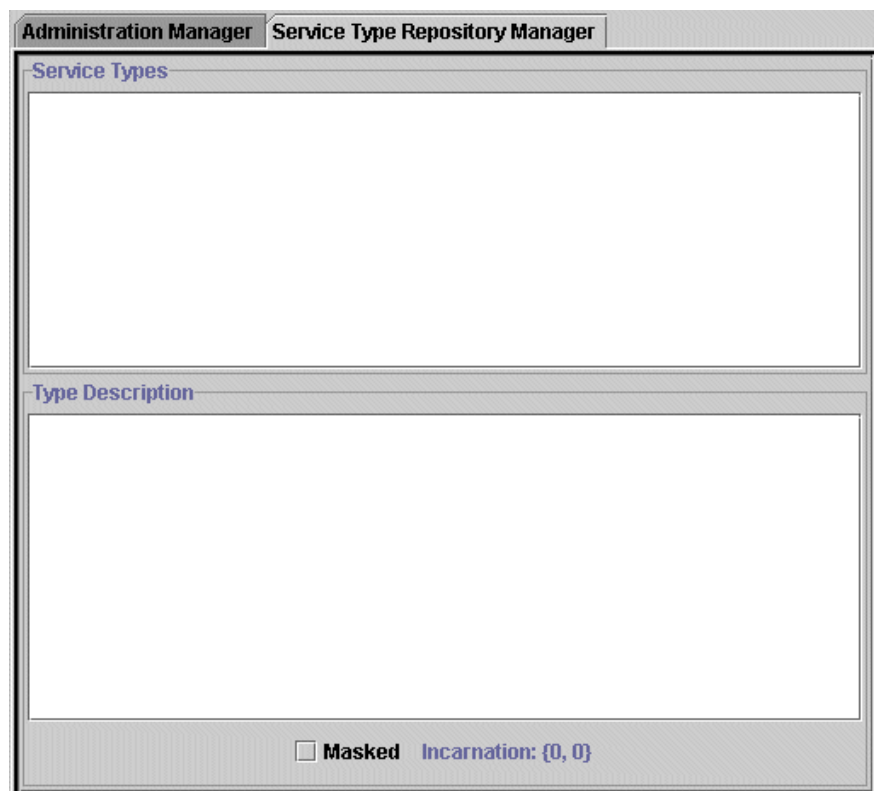 Administration Manager Service Type Repository Manager
Service Types
Type Description
Masked Incarnation: {0, 0}